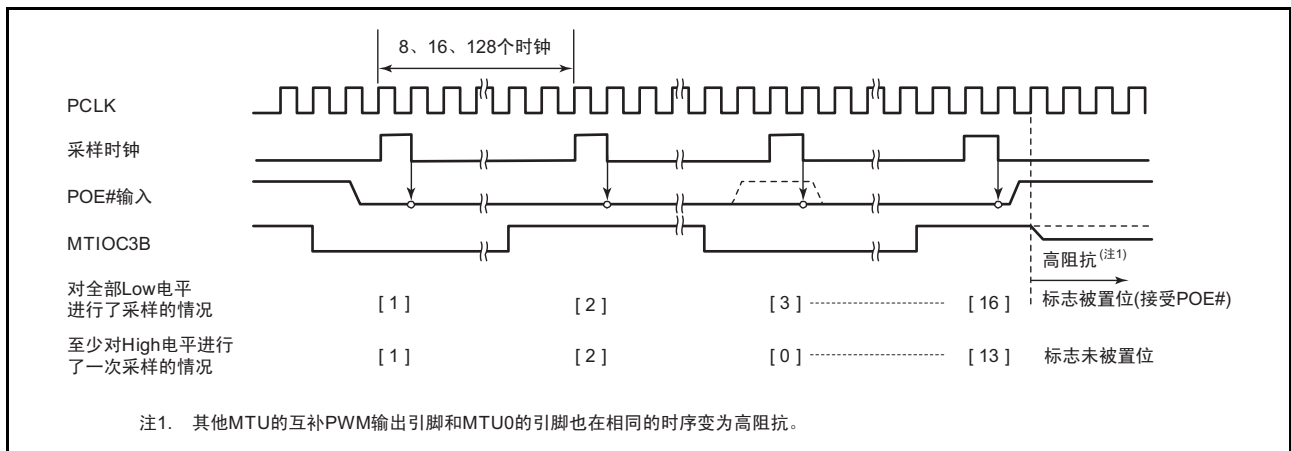 8、16、128个时钟
PCLK
采样时钟
POE#输入
MTIOC3B
高阻抗(注1)
对全部Low电平
进行了采样的情况
[ 1 ] [ 2 ] [ 3 ] [ 16 ] 标志被置位(接受POE#)
至少对High电平进行
了一次采样的情况
[ 1 ] [ 2 ] [ 0 ] [ 13 ] 标志未被置位
注1. 其他MTU的互补PWM输出引脚和MTU0的引脚也在相同的时序变为高阻抗。